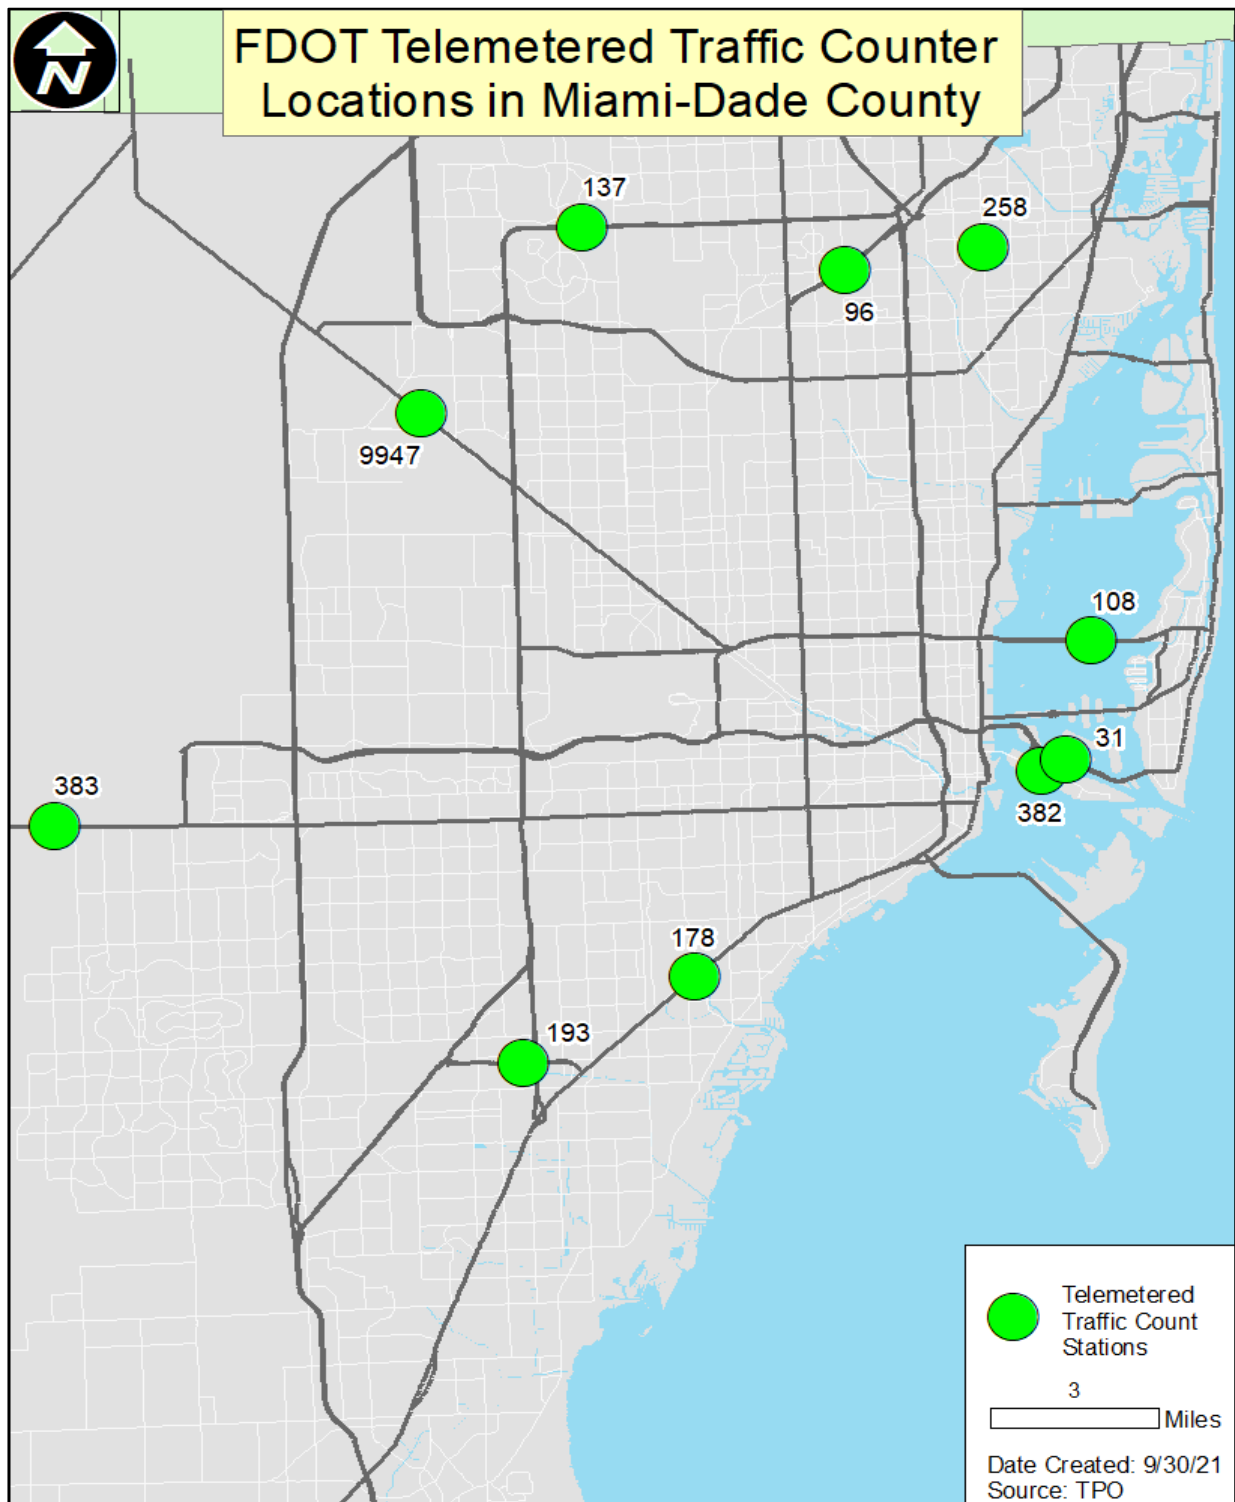 N
FDOT Telemetered Traffic Counter
Locations in Miami-Dade County
137
258
96
9947
108
31
383
382
178
193
Telemetered
Traffic Count
Stations
3
Miles
Date Created: 9/30/21
Source: TPO